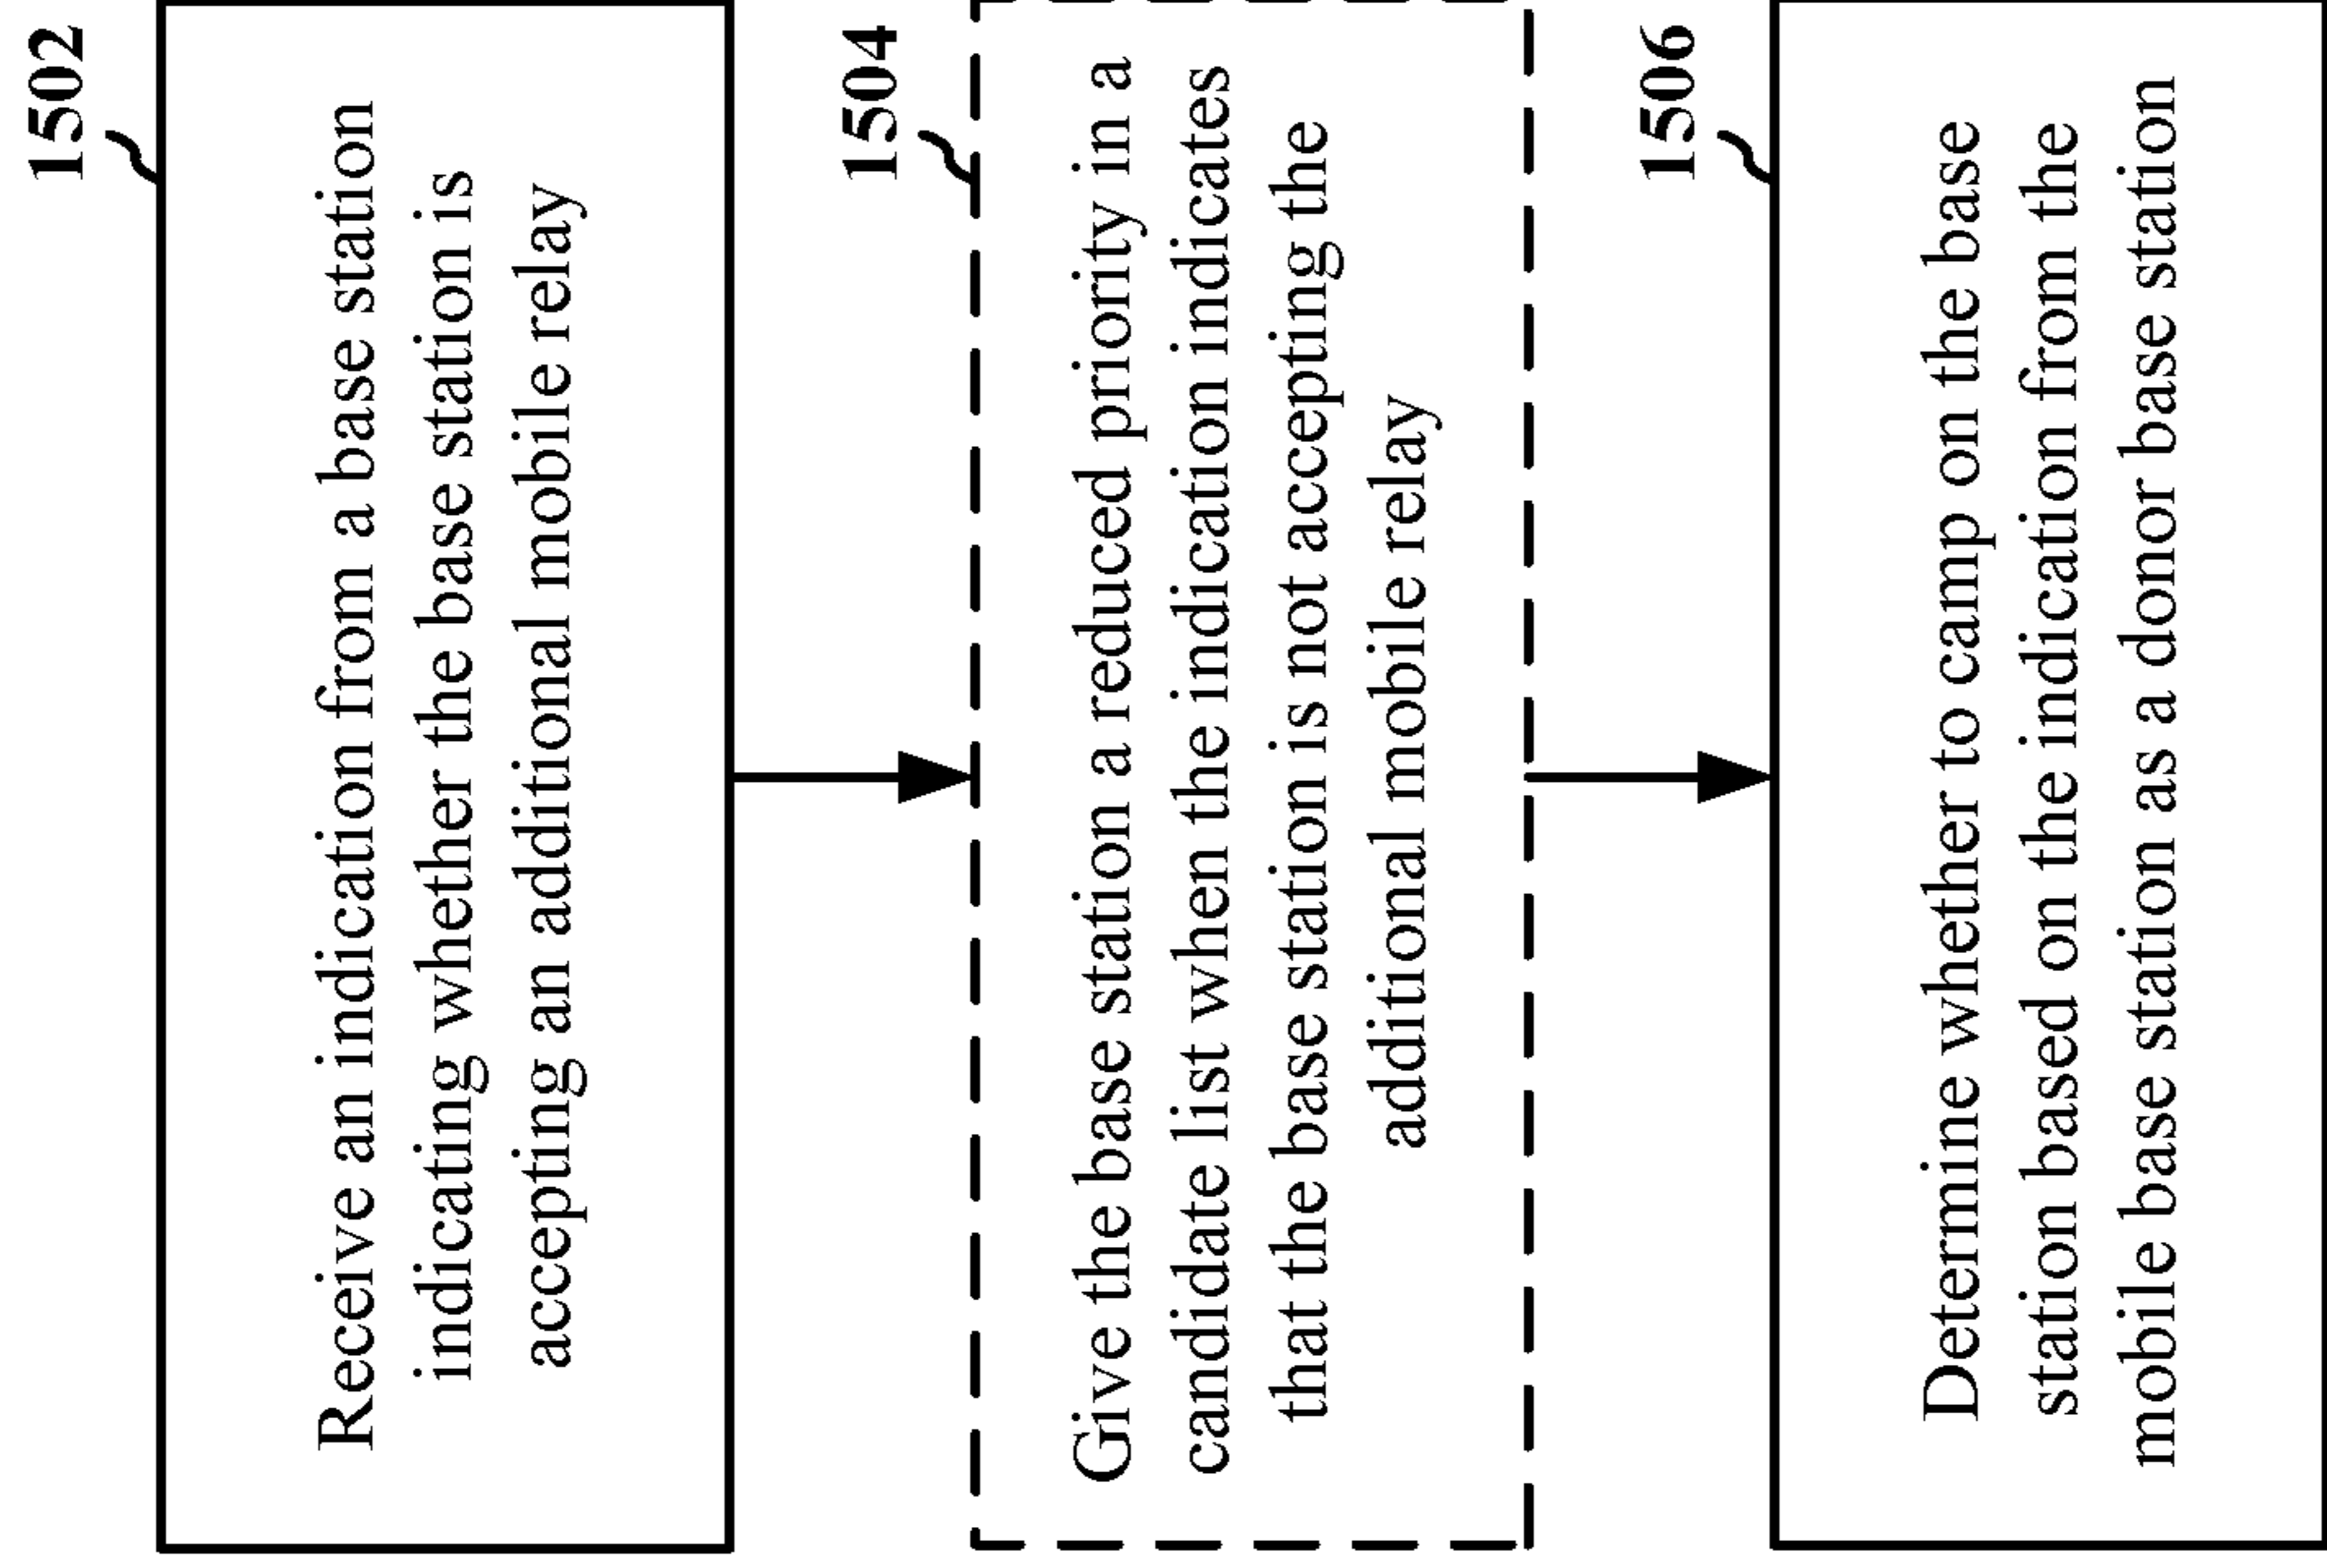 1502
Receive an indication from a base station
indicating whether the base station is
accepting an additional mobile relay
1504
Give the base station a reduced priority in a
candidate list when the indication indicates
that the base station is not accepting the
additional mobile relay
1506
Determine whether to camp on the base
station based on the indication from the
mobile base station as a donor base station